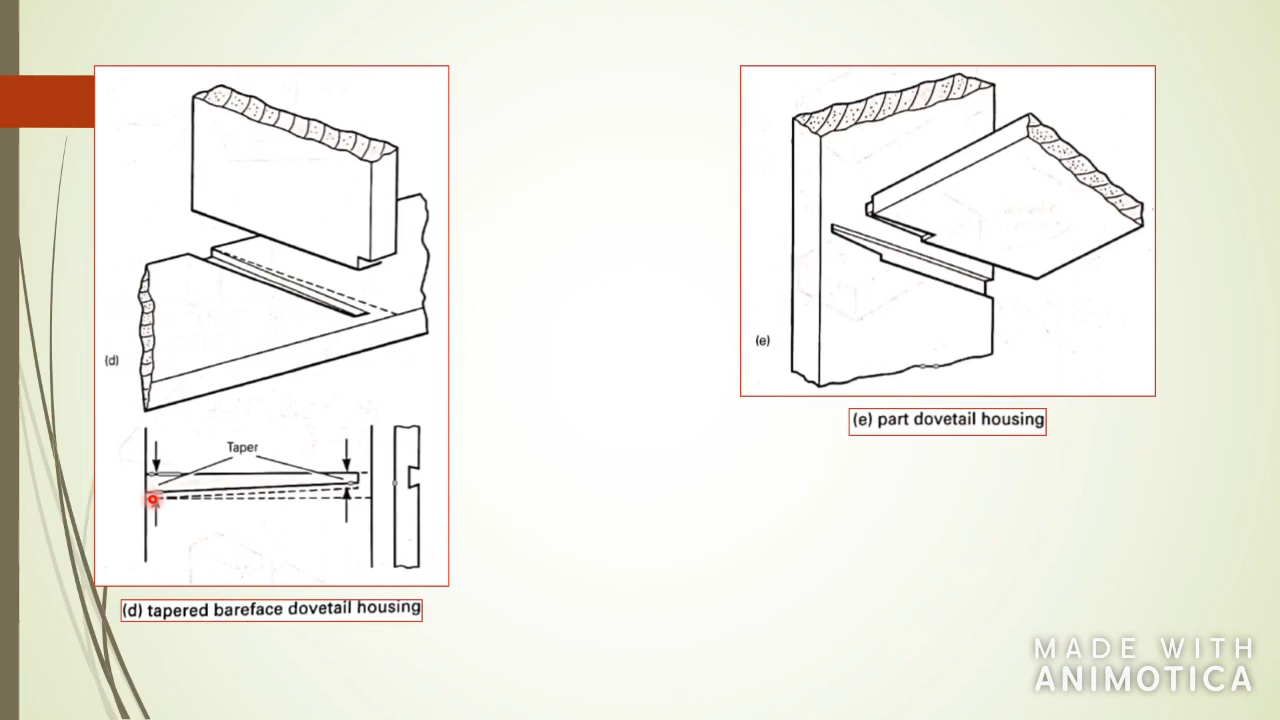 (d)
Taper
(d) tapered bareface dovetail housing
(e)
(e) part dovetail housing
MADE WITH
ANIMOTICA